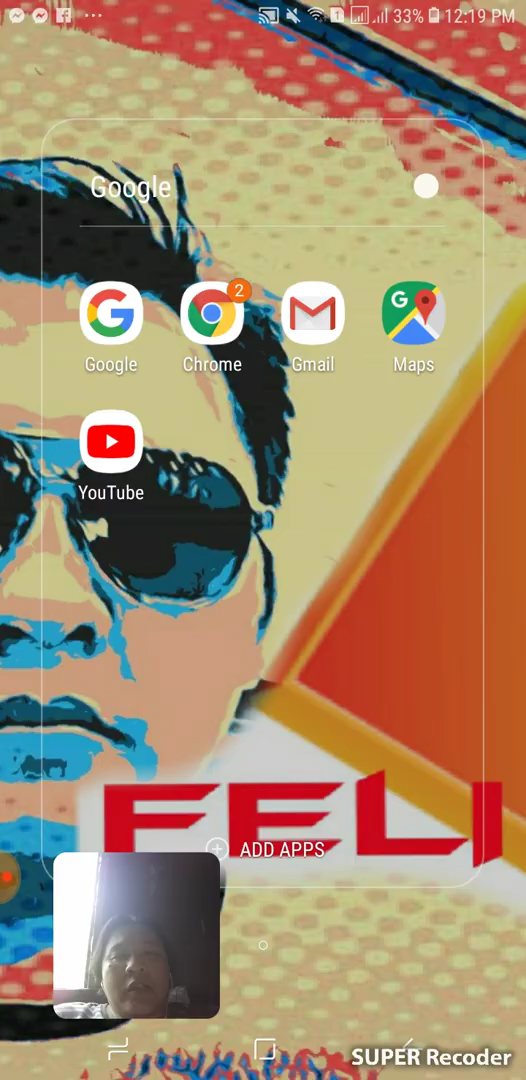 33% 12:19 PM
Google
2
Google Chrome Gmail Maps
YouTube
FELI
ADD APPS
SUPER Recoder